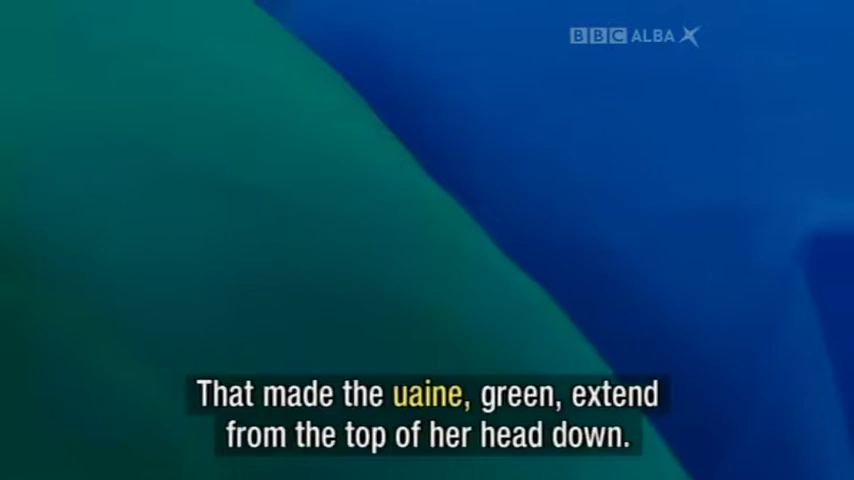 BBC ALBA
That made the uaine, green, extend
from the top of her head down.